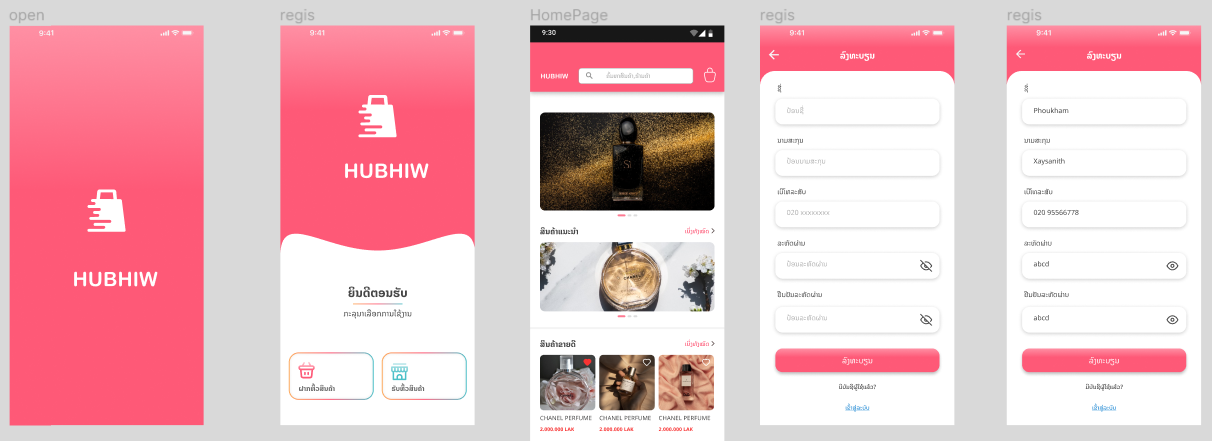 open
9:41
HUBHIW
regis
9:41
HUBHIW
ຍິນດີຕອນຮັບ
ກະລຸນາເລືອກການໃຊ້ງານ
ຝາກຫິ້ວສິນຄ້າ
ຮັບຫິ້ວສິນຄ້າ
HomePage
9:30
HUBHIW
ຄົ້ນຫາສິນຄ້າ,ຮ້ານຄ້າ
Si
ສິນຄ້າແນະນຳ
ເບິ່ງທັງໝົດ
CHANEL
ສິນຄ້າຂາຍດີ
ເບິ່ງທັງໝົດ
CHANEL PERFUME
CHANEL PERFUME
CHANEL PERFUME
2.000.000 LAK
2.000.000 LAK
2.000.000 LAK
regis
9:41
ລົງທະບຽນ
ຊື່
ປ້ອນຊື່
ນາມສະກຸນ
ປ້ອນນາມສະກຸນ
ເບີໂທລະສັບ
020 xxxxxxxx
ລະຫັດຜ່ານ
ປ້ອນລະຫັດຜ່ານ
ຢືນຢັນລະຫັດຜ່ານ
ປ້ອນລະຫັດຜ່ານ
ລົງທະບຽນ
ມີບັນຊີຜູ້ໃຊ້ແລ້ວ?
ເຂົ້າສູ່ລະບົບ
regis
9:41
ລົງທະບຽນ
ຊື່
Phoukham
ນາມສະກຸນ
Xaysanith
ເບີໂທລະສັບ
020 95566778
ລະຫັດຜ່ານ
abcd
ຢືນຢັນລະຫັດຜ່ານ
abcd
ລົງທະບຽນ
ມີບັນຊີຜູ້ໃຊ້ແລ້ວ?
ເຂົ້າສູ່ລະບົບ